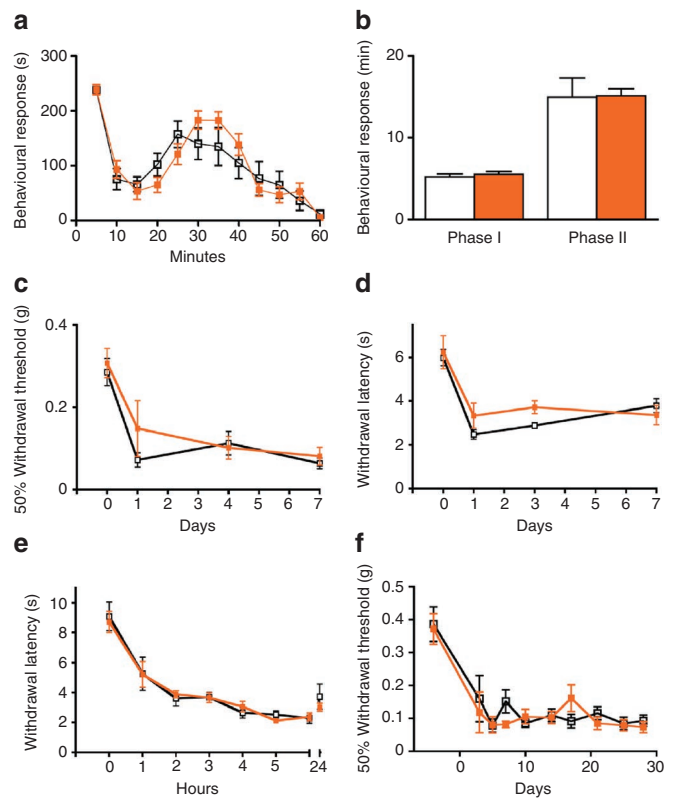 a
Behavioural response (s)
300
200
100
0
0 10 20 30 40 50 60
Minutes
b
Behavioural response (min)
20
10
0
Phase I Phase II
c
50% Withdrawal threshold (g)
0.4
0.2
0
0 1 2 3 4 5 6 7
Days
d
Withdrawal latency (s)
6
4
2
0
0 1 2 3 4 5 6 7
Days
e
Withdrawal latency (s)
10
8
6
4
2
0
0 1 2 3 4 5 24
Hours
f
50% Withdrawal threshold (g)
0.5
0.4
0.3
0.2
0.1
0
0 10 20 30
Days